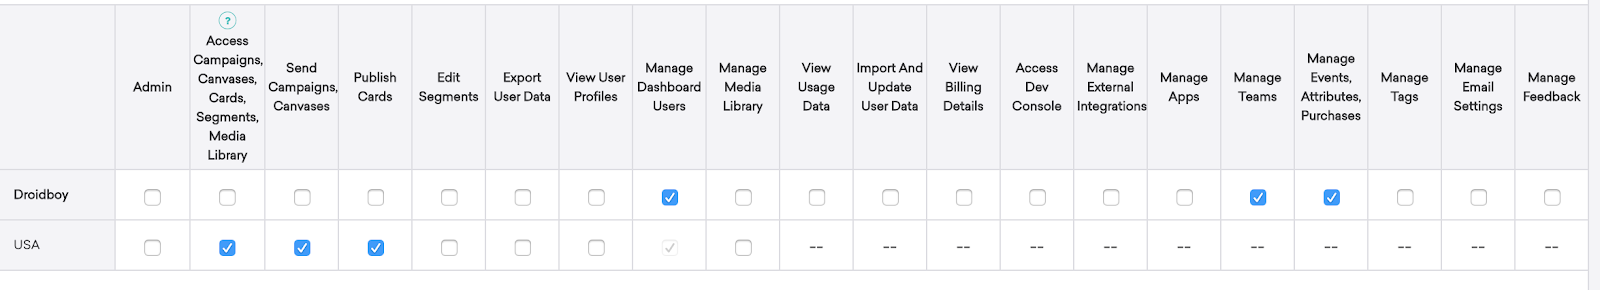 ?
Admin
Access
Campaigns,
Canvases,
Cards,
Segments,
Media
Library
Send
Campaigns,
Canvases
Publish
Cards
Edit
Segments
Export
User Data
View User
Profiles
Manage
Dashboard
Users
Manage
Media
Library
View
Usage
Data
Import And
Update
User Data
View
Billing
Details
Access
Dev
Console
Manage
External
Integrations
Manage
Apps
Manage
Teams
Manage
Events,
Attributes,
Purchases
Manage
Tags
Manage
Email
Settings
Manage
Feedback
Droidboy
USA -- -- -- -- -- -- -- -- -- -- --